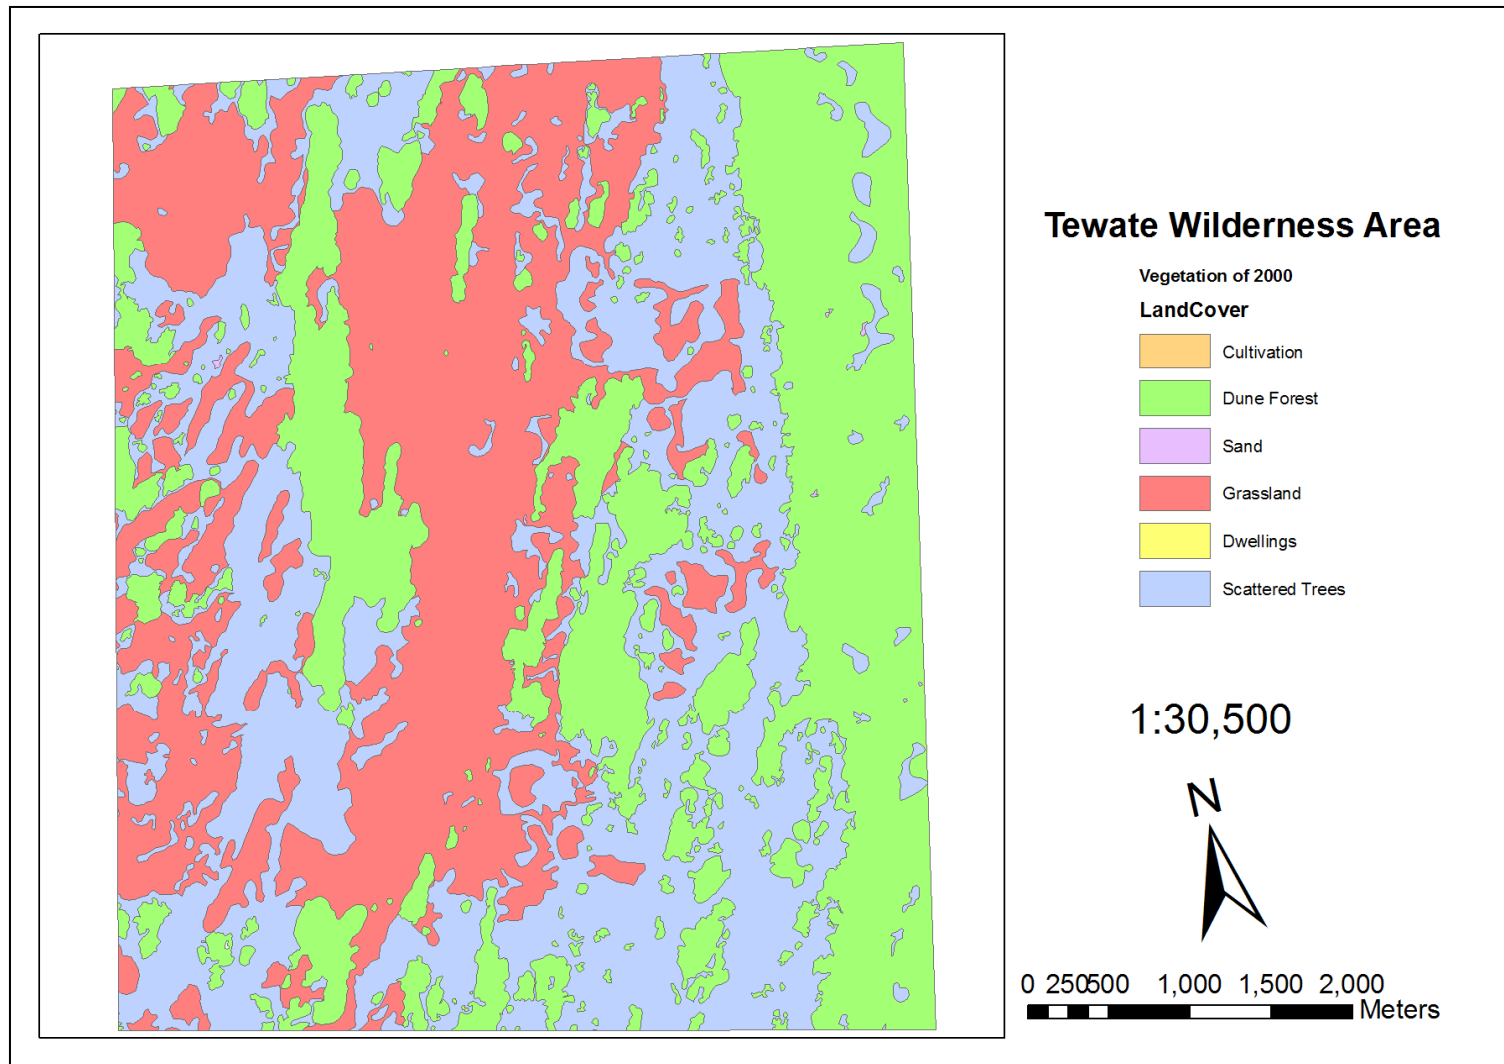 Tewate Wilderness Area
Vegetation of 2000
LandCover
Cultivation
Dune Forest
Sand
Grassland
Dwellings
Scattered Trees
1:30,500
N
0 250500 1,000 1,500 2,000
Meters